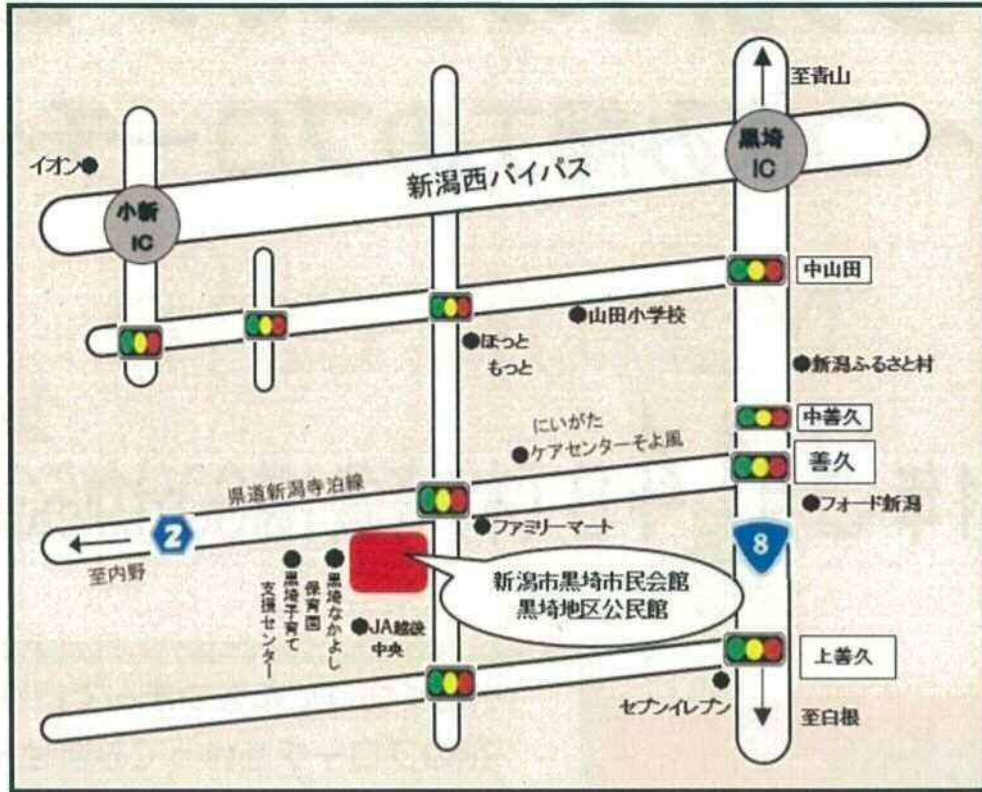 至青山
黒埼
IC
イオン
新潟西バイパス
小新
IC
中山田
山田小学校
ほっと
もっと
新潟ふるさと村
中善久
にいがた
ケアセンターそよ風
善久
県道新潟寺泊線
フォード新潟
ファミリーマート
2
8
至内野
新潟市黒埼市民会館
黒埼地区公民館
黒埼なかよし
保育園
黒埼子育て
支援センター
JA越後
中央
上善久
セブンイレブン
至白根